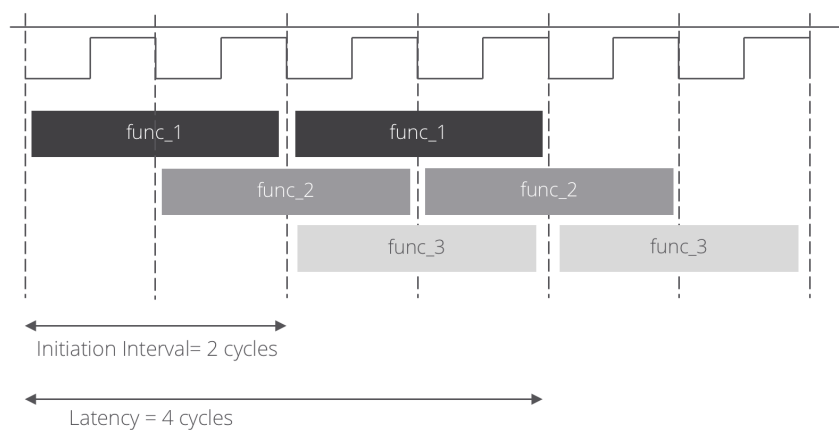 func_1
func_1
func_2
func_2
func_3
func_3
Initiation Interval= 2 cycles
Latency = 4 cycles